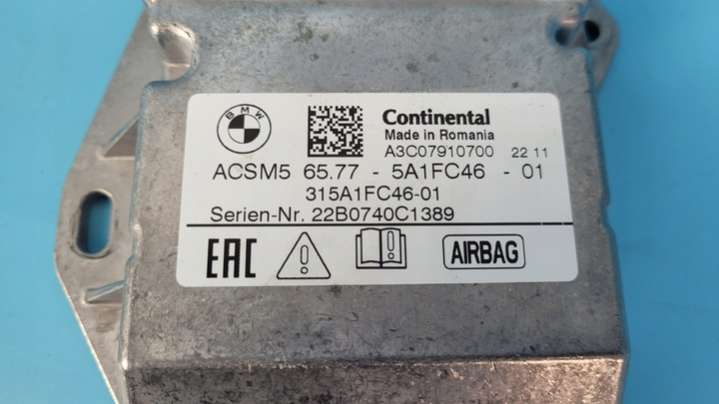 BMW
Continental
Made in Romania
A3C07910700 22 11
ACSM5 65.77 - 5A1FC46 - 01
315A1FC46-01
Serien-Nr. 22B0740C1389
EAC
AIRBAG